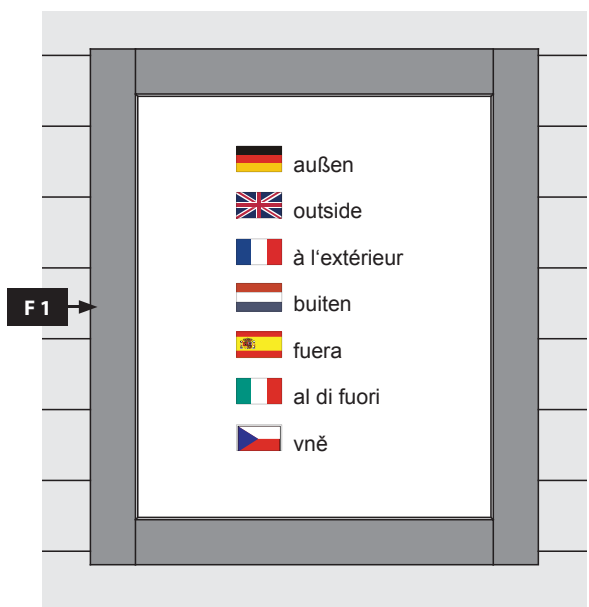 außen
outside
à l‘extérieur
F 1
buiten
fuera
al di fuori
vně